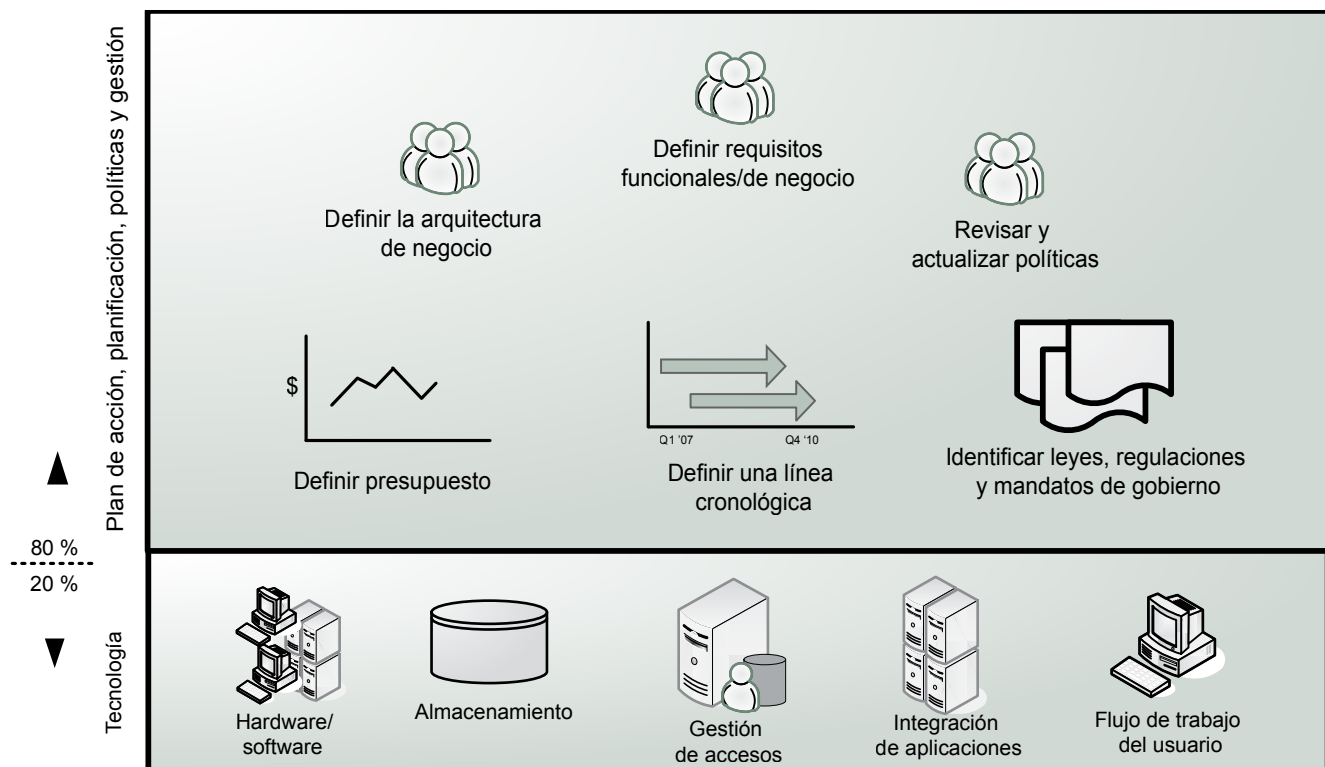 Plan de acción, planificación, políticas y gestión
Definir requisitos
funcionales/de negocio
Definir la arquitectura
de negocio
Revisar y
actualizar políticas
$
Definir presupuesto
Q1 '07
Q4 '10
Definir una línea
cronológica
Identificar leyes, regulaciones
y mandatos de gobierno
80 %
20 %
Tecnología
Hardware/
software
Almacenamiento
Gestión
de accesos
Integración
de aplicaciones
Flujo de trabajo
del usuario